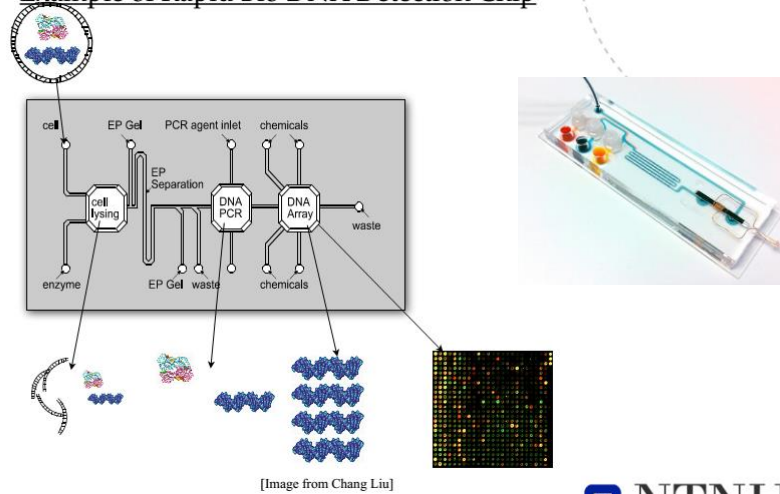 cell
EP Gel
PCR agent inlet
chemicals
EP
Separation
cell
lysing
DNA
PCR
DNA
Array
waste
enzyme
EP Gel
waste
chemicals
[Image from Chang Liu]
NTNU